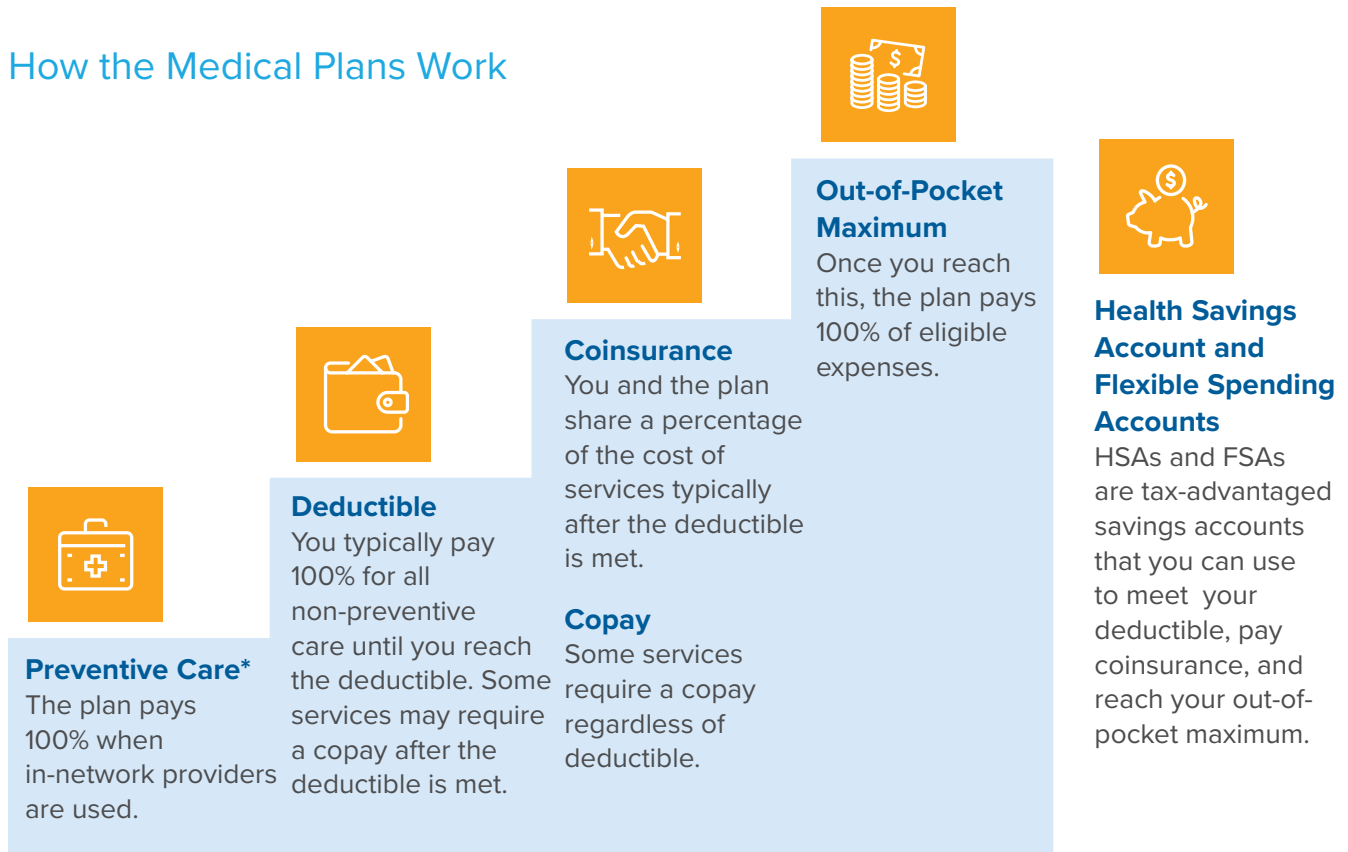 How the Medical Plans Work
Preventive Care*
The plan pays
100% when
in-network providers
are used.
Deductible
You typically pay
100% for all
non-preventive
care until you reach
the deductible. Some
services may require
a copay after the
deductible is met.
Coinsurance
You and the plan
share a percentage
of the cost of
services typically
after the deductible
is met.
Copay
Some services
require a copay
regardless of
deductible.
$
Out-of-Pocket
Maximum
Once you reach
this, the plan pays
100% of eligible
expenses.
$
Health Savings
Account and
Flexible Spending
Accounts
HSAs and FSAs
are tax-advantaged
savings accounts
that you can use
to meet  your
deductible, pay
coinsurance, and
reach your out-of-
pocket maximum.